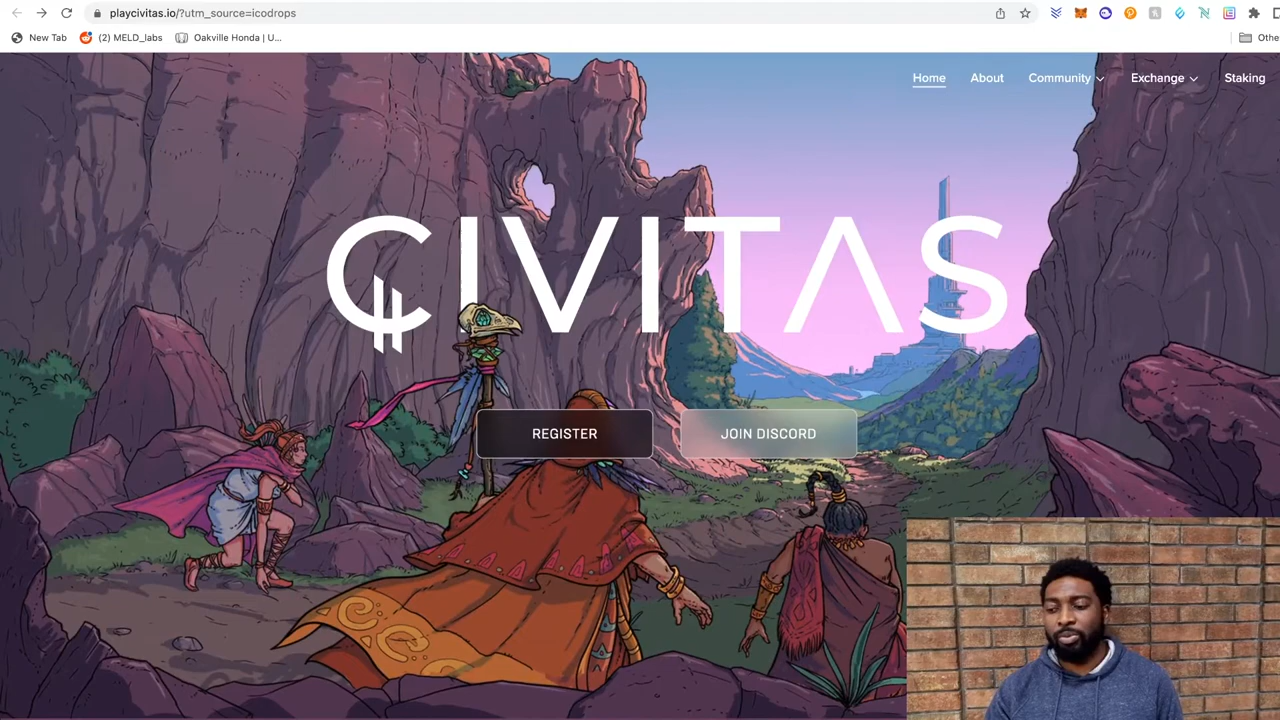 playcivitas.io/?utm_source=icodrops
New Tab
(2) MELD_labs
Oakville Honda | U...
Othe
Home
About
Community
Exchange
Staking
CIVITAS
REGISTER
JOIN DISCORD